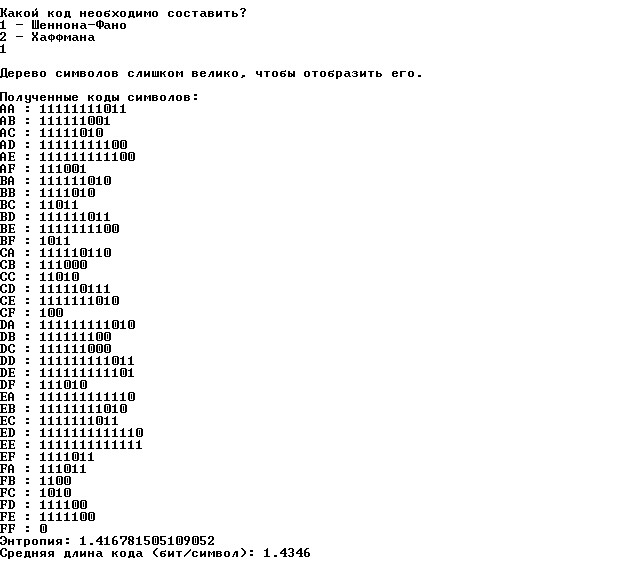 Какой код необходимо составить?
1 - Шеннона-Фано
2 - Хаффмана
1
Дерево символов слишком велико, чтобы отобразить его.
Полученные коды символов:
AA : 11111111011
AB : 111111001
AC : 11111010
AD : 11111111100
AE : 111111111100
AF : 111001
BA : 111111010
BB : 1111010
BC : 11011
BD : 111111011
BE : 1111111100
BF : 1011
CA : 111110110
CB : 111000
CC : 11010
CD : 111110111
CE : 1111111010
CF : 100
DA : 111111111010
DB : 111111100
DC : 111111000
DD : 111111111011
DE : 111111111101
DF : 111010
EA : 111111111110
EB : 11111111010
EC : 1111111011
ED : 1111111111110
EE : 1111111111111
EF : 1111011
FA : 111011
FB : 1100
FC : 1010
FD : 111100
FE : 1111100
FF : 0
Энтропия: 1.416781505109052
Средняя длина кода (бит/символ): 1.4346